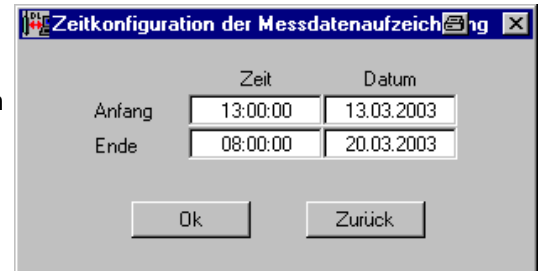 Zeitkonfiguration der Messdatenaufzeich ng
Zeit Datum
Anfang 13:00:00 13.03.2003
Ende 08:00:00 20.03.2003
Ok Zurück